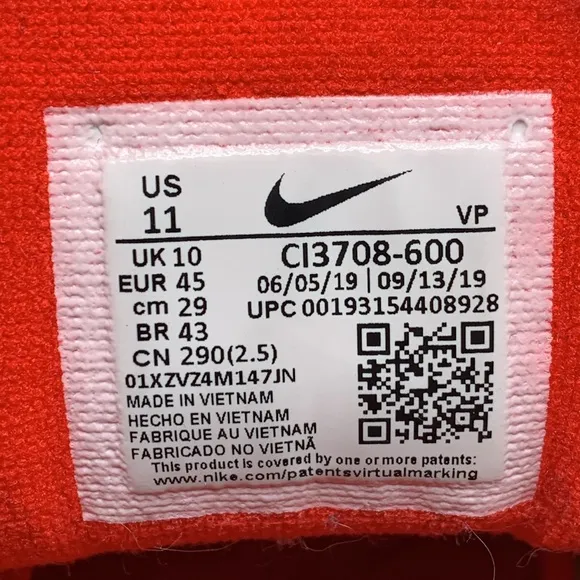 US
11
VP
UK 10
EUR 45
cm 29
BR 43
CN 290(2.5)
CI3708-600
06/05/19 | 09/13/19
UPC 00193154408928
01XZVZ4M147JN
MADE IN VIETNAM
HECHO EN VIETNAM
FABRIQUE AU VIETNAM
FABRICADO NO VIETNÃ
This product is covered by one or more patents:
www.nike.com/patentsvirtualmarking